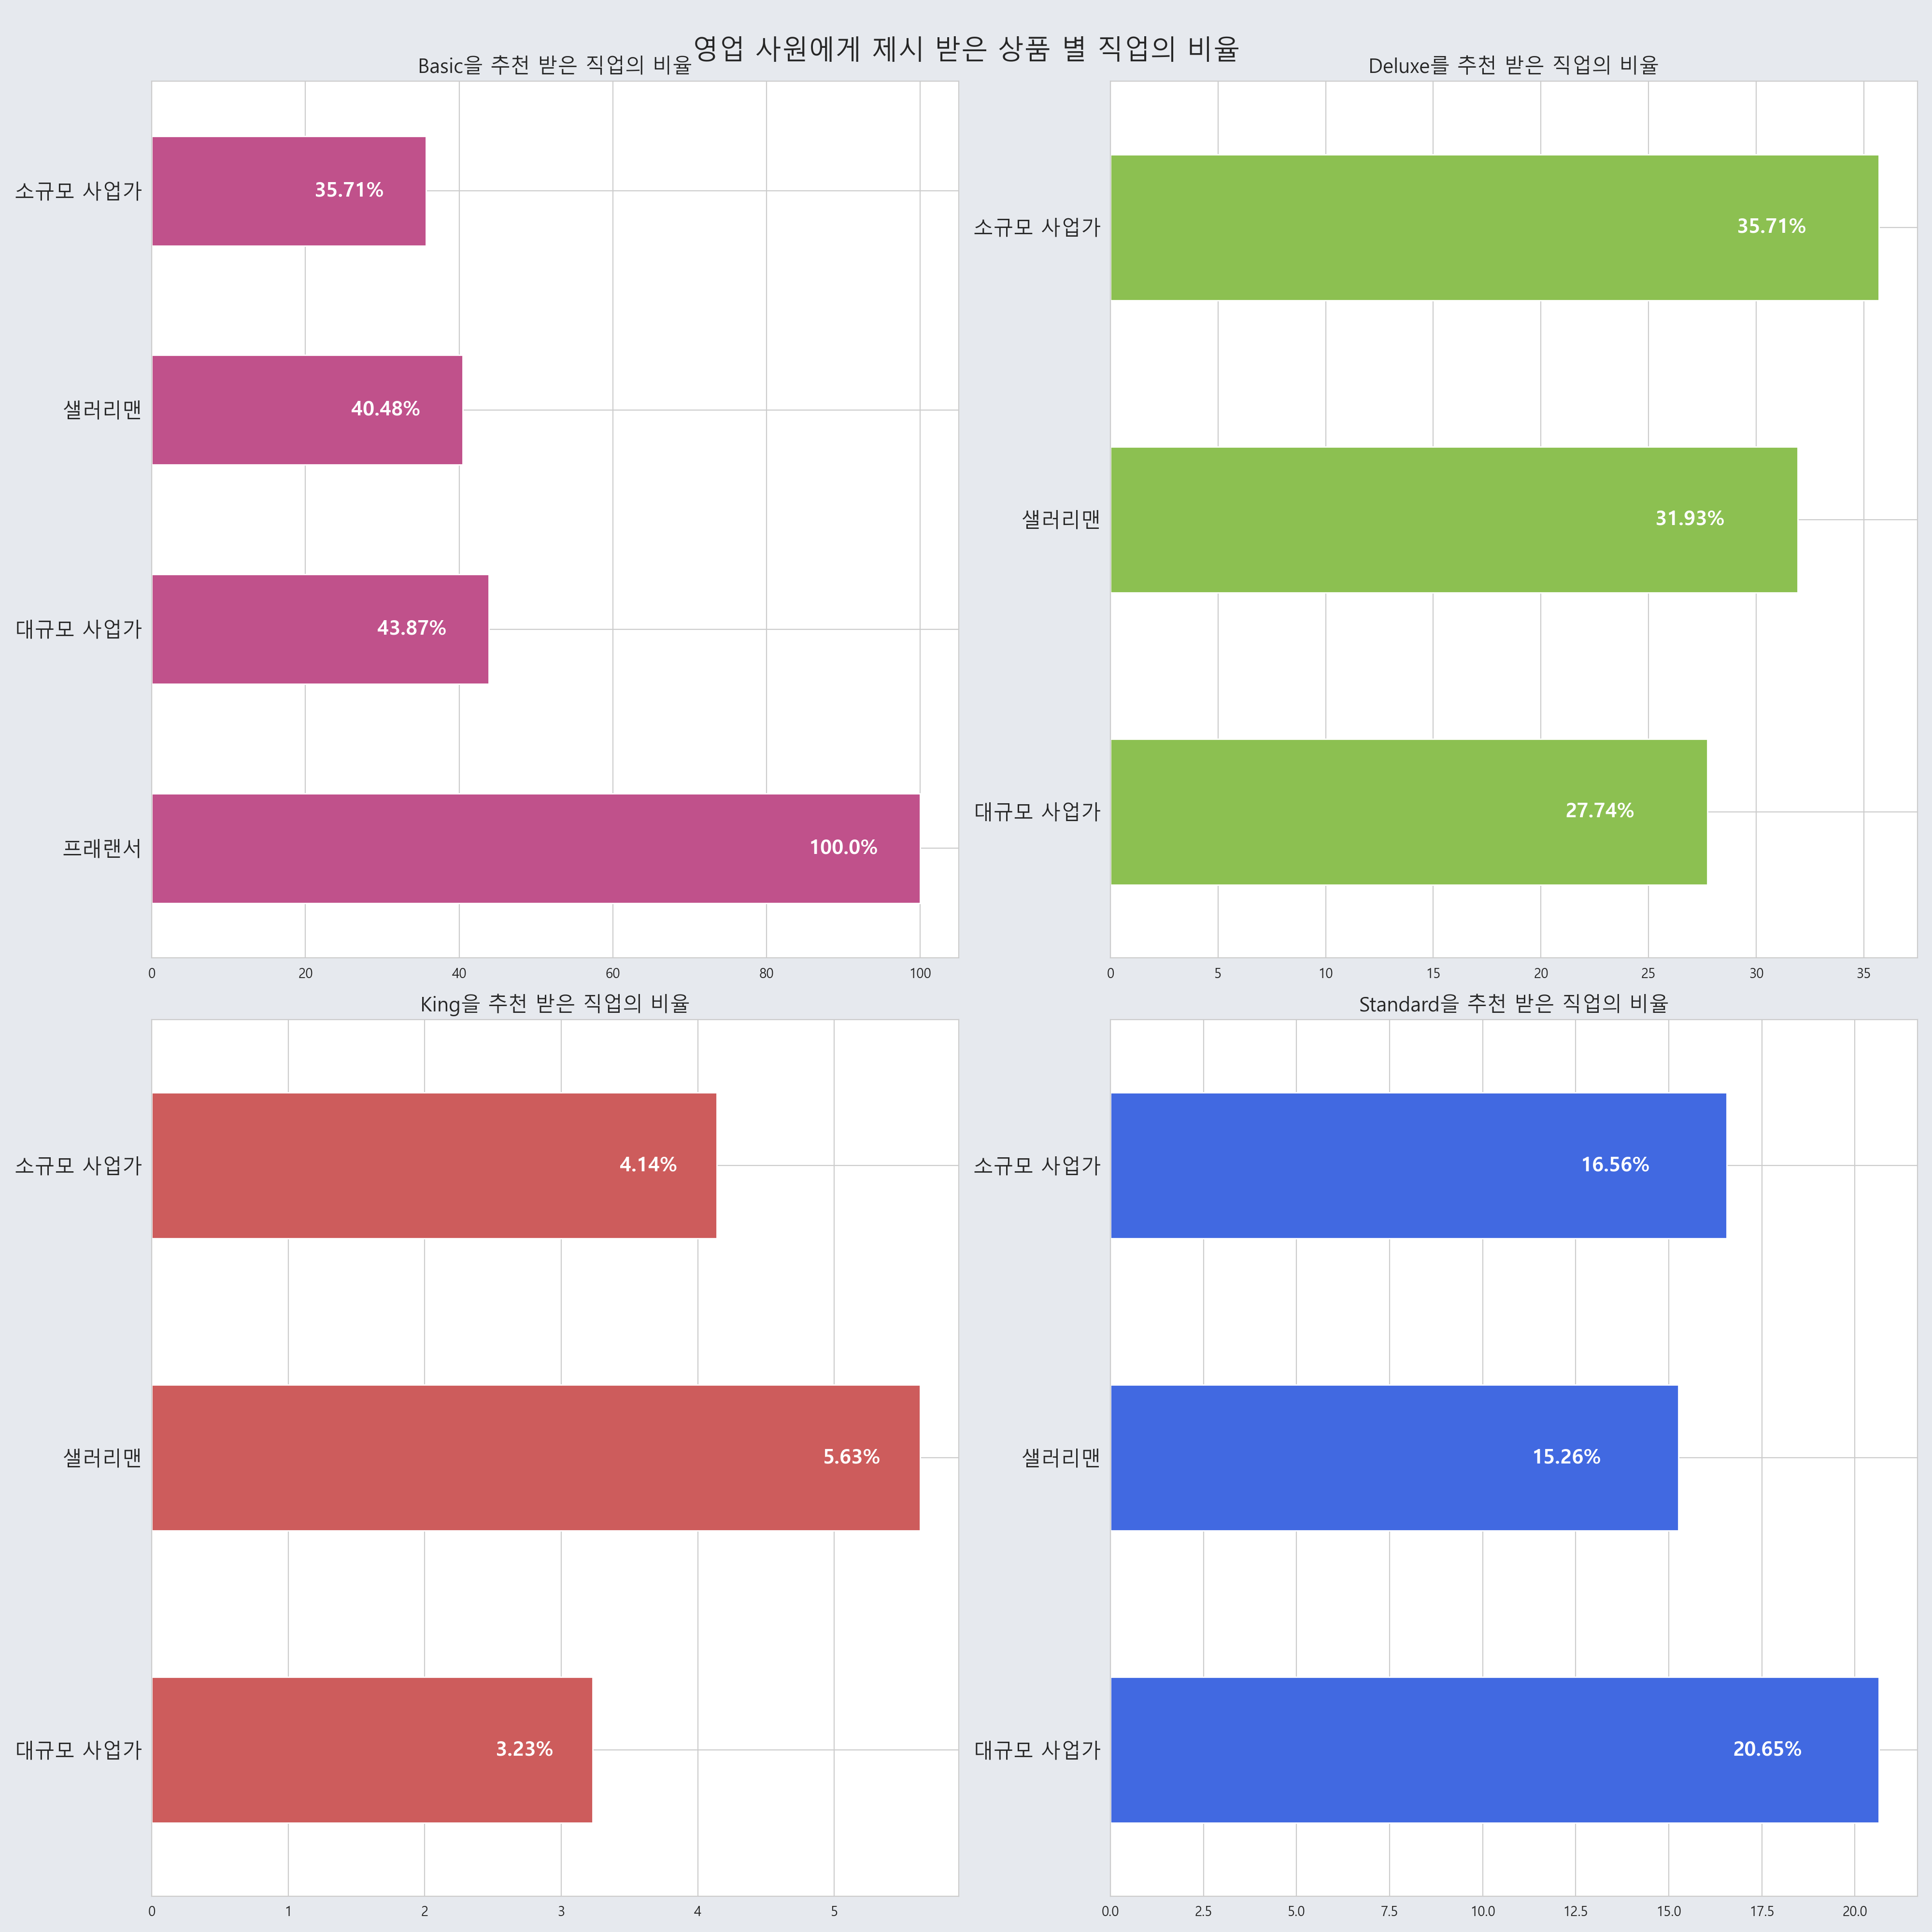 영업 사원에게 제시 받은 상품 별 직업의 비율
Basic을 추천 받은 직업의 비율
소규모 사업가
35.71%
샐러리맨
40.48%
대규모 사업가
43.87%
프래랜서
100.0%
0 20 40 60 80 100
Deluxe를 추천 받은 직업의 비율
소규모 사업가
35.71%
샐러리맨
31.93%
대규모 사업가
27.74%
0 5 10 15 20 25 30 35
King을 추천 받은 직업의 비율
소규모 사업가
4.14%
샐러리맨
5.63%
대규모 사업가
3.23%
0 1 2 3 4 5
Standard을 추천 받은 직업의 비율
소규모 사업가
16.56%
샐러리맨
15.26%
대규모 사업가
20.65%
0.0 2.5 5.0 7.5 10.0 12.5 15.0 17.5 20.0